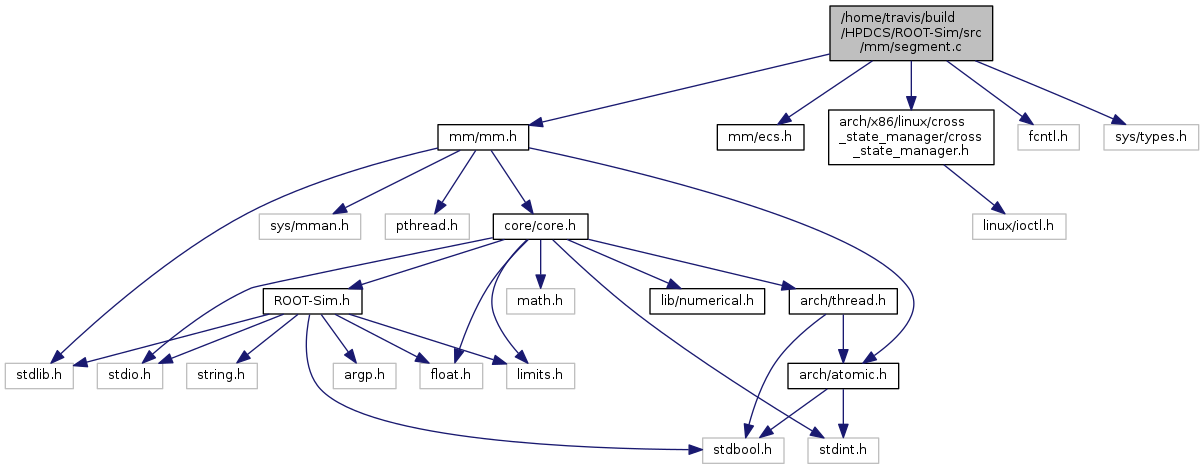 /home/travis/build
/HPDCS/ROOT-Sim/src
/mm/segment.c
mm/mm.h
mm/ecs.h
arch/x86/linux/cross
_state_manager/cross
_state_manager.h
fcntl.h
sys/types.h
sys/mman.h
pthread.h
core/core.h
linux/ioctl.h
ROOT-Sim.h
math.h
lib/numerical.h
arch/thread.h
stdlib.h
stdio.h
string.h
argp.h
float.h
limits.h
arch/atomic.h
stdbool.h
stdint.h